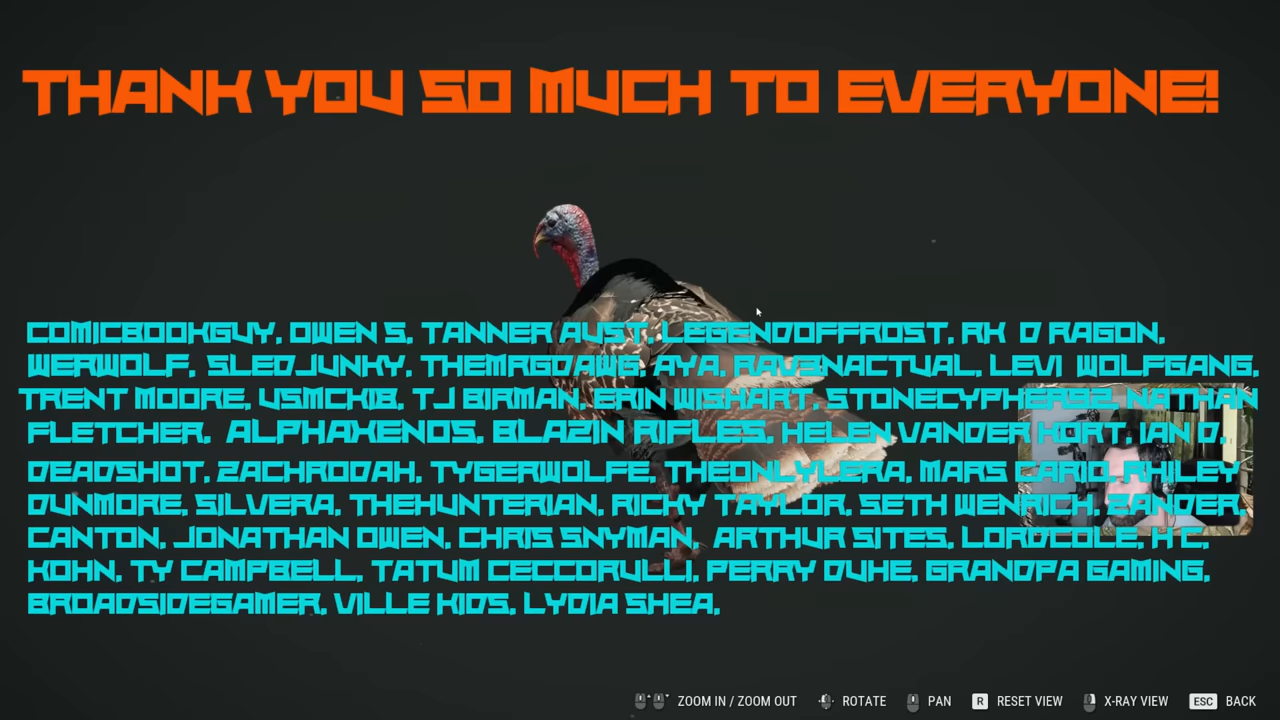 THANK YOU SO MUCH TO EVERYONE!
COMICBOOKGUY, OWEN S, TANNER AUST, LEGENDOFFROST, RK D RAGON,
WERWOLF, SLEDJUNKY, THEMRGDAWG, AYA, RAV3NACTUAL, LEVI WOLFGANG,
TRENT MOORE, USMCKIB, TJ BIRMAN, ERIN WISHART, STONECYPHER92, NATHAN
FLETCHER, ALPHAXENOS, BLAZIN RIFLES, HELEN VANDER KORT, IAN D,
DEADSHOT, ZACHRODAH, TYGERWOLFE, THEONLYLERA, MARS CARIO, RHILEY
DUNMORE, SILVERA, THEHUNTERIAN, RICKY TAYLOR, SETH WENRICH, ZANDER,
CANTON, JONATHAN OWEN, CHRIS SNYMAN, ARTHUR SITES, LORDCOLE, H C,
KOHN, TY CAMPBELL, TATUM CECCORULLI, PERRY DUHE, GRANDPA GAMING,
BROADSIDEGAMER, VILLE KIDS, LYDIA SHEA,
ZOOM IN / ZOOM OUT ROTATE PAN R RESET VIEW X-RAY VIEW ESC BACK